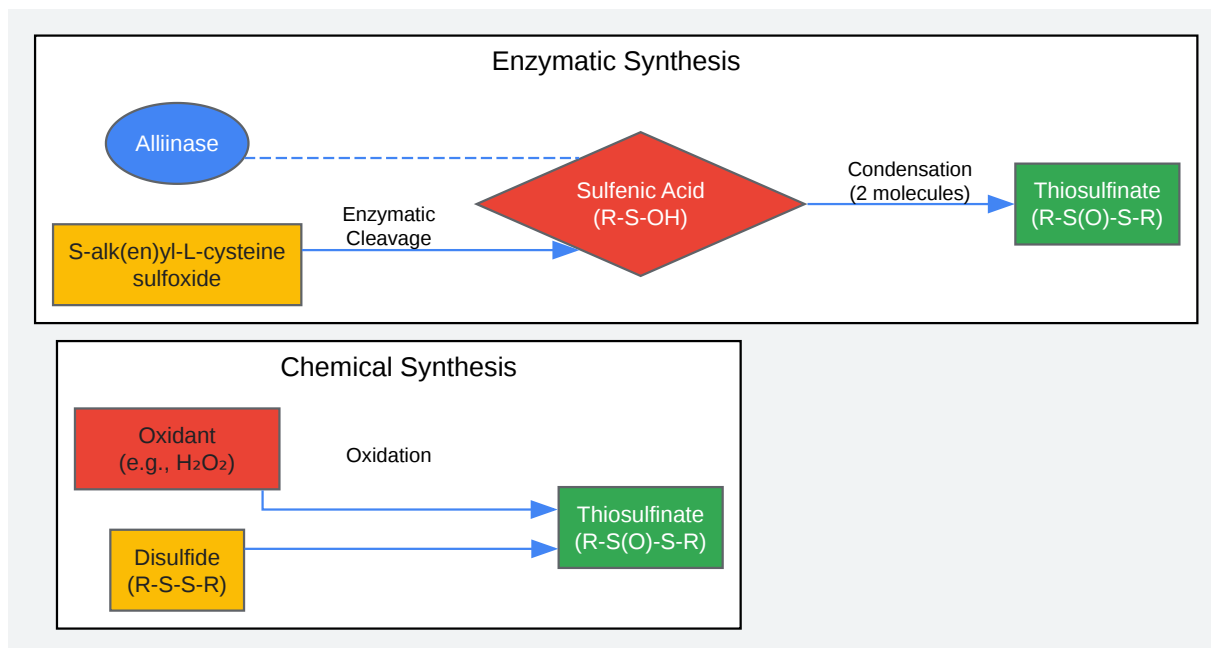 Enzymatic Synthesis
Alliinase
S-alk(en)yl-L-cysteine
sulfoxide
Enzymatic
Cleavage
Sulfenic Acid
(R-S-OH)
Condensation
(2 molecules)
Thiosulfinate
(R-S(O)-S-R)
Chemical Synthesis
Oxidant
(e.g., H₂O₂)
Oxidation
Disulfide
(R-S-S-R)
Thiosulfinate
(R-S(O)-S-R)